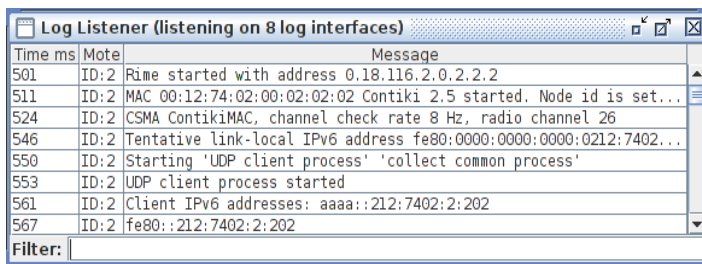 Log Listener (listening on 8 log interfaces)
Time ms Mote Message
501 ID:2 Rime started with address 0.18.116.2.0.2.2.2
511 ID:2 MAC 00:12:74:02:00:02:02:02 Contiki 2.5 started. Node id is set...
524 ID:2 CSMA ContikiMAC, channel check rate 8 Hz, radio channel 26
546 ID:2 Tentative link-local IPv6 address fe80:0000:0000:0000:0212:7402...
550 ID:2 Starting 'UDP client process' 'collect common process'
553 ID:2 UDP client process started
561 ID:2 Client IPv6 addresses: aaaa::212:7402:2:202
567 ID:2 fe80::212:7402:2:202
Filter: